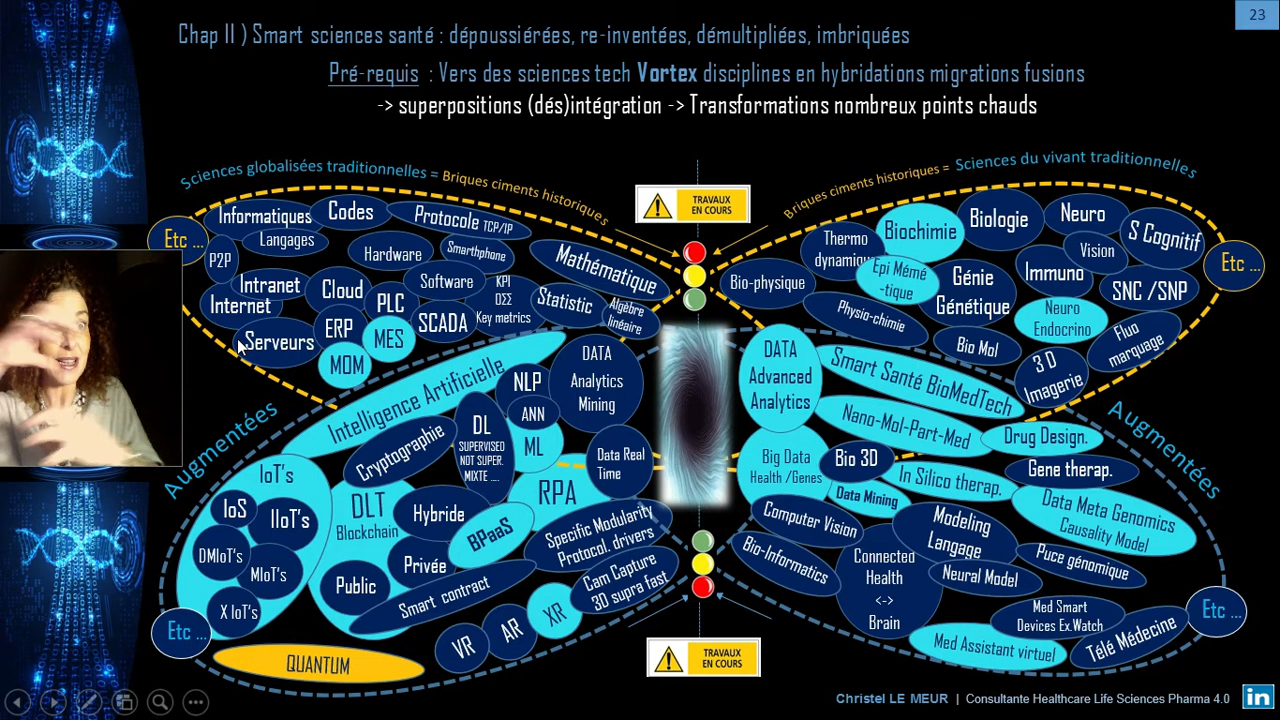 23
Chap II ) Smart sciences santé : dépoussiérées, re-inventées, démultipliées, imbriquées
Pré-requis : Vers des sciences tech Vortex disciplines en hybridations migrations fusions
-> superpositions (dés)intégration -> Transformations nombreux points chauds
Sciences globalisées traditionnelles = Briques ciments historiques
Briques ciments historiques = Sciences du vivant traditionnelles
TRAVAUX
EN COURS
Etc ...
Informatiques
Codes
Protocole TCP/IP
Langages
P2P
Hardware
Smarthphone
Mathématique
Intranet
Internet
Cloud
Software
KPI
OΣΣ
Key metrics
PLC
Statistic
Algèbre
linéaire
Serveurs
ERP
MES
SCADA
MOM
Thermo
dynamique
Biochimie
Biologie
Neuro
S Cognitif
Vision
Etc ...
Bio-physique
Epi Mémé
-tique
Génie
Génétique
Immuno
SNC /SNP
Physio-chimie
Neuro
Endocrino
Bio Mol
3 D
Imagerie
Fluo
marquage
Augmentées
Intelligence Artificielle
NLP
DATA
Analytics
Mining
ANN
Cryptographie
DL
SUPERVISED
NOT SUPER.
MIXTE ....
ML
Data Real
Time
IoT's
IoS
IIoT's
DMIoT's
MIoT's
X IoT's
DLT
Blockchain
Hybride
RPA
BPaaS
Specific Modularity
Protocol. drivers
Privée
Public
Smart contract
Cam Capture
3D supra fast
XR
AR
VR
Etc ...
QUANTUM
DATA
Advanced
Analytics
Smart Santé BioMedTech
Nano-Mol-Part-Med
Drug Design.
Augmentées
Big Data
Health /Genes
Bio 3D
In Silico therap.
Gene therap.
Data Mining
Data Meta Genomics
Causality Model
Computer Vision
Modeling
Langage
Bio-Informatics
Connected
Health
<->
Brain
Puce génomique
Neural Model
Med Smart
Devices Ex.Watch
Etc ...
Med Assistant virtuel
Télé Médecine
TRAVAUX
EN COURS
Christel LE MEUR | Consultante Healthcare Life Sciences Pharma 4.0
in